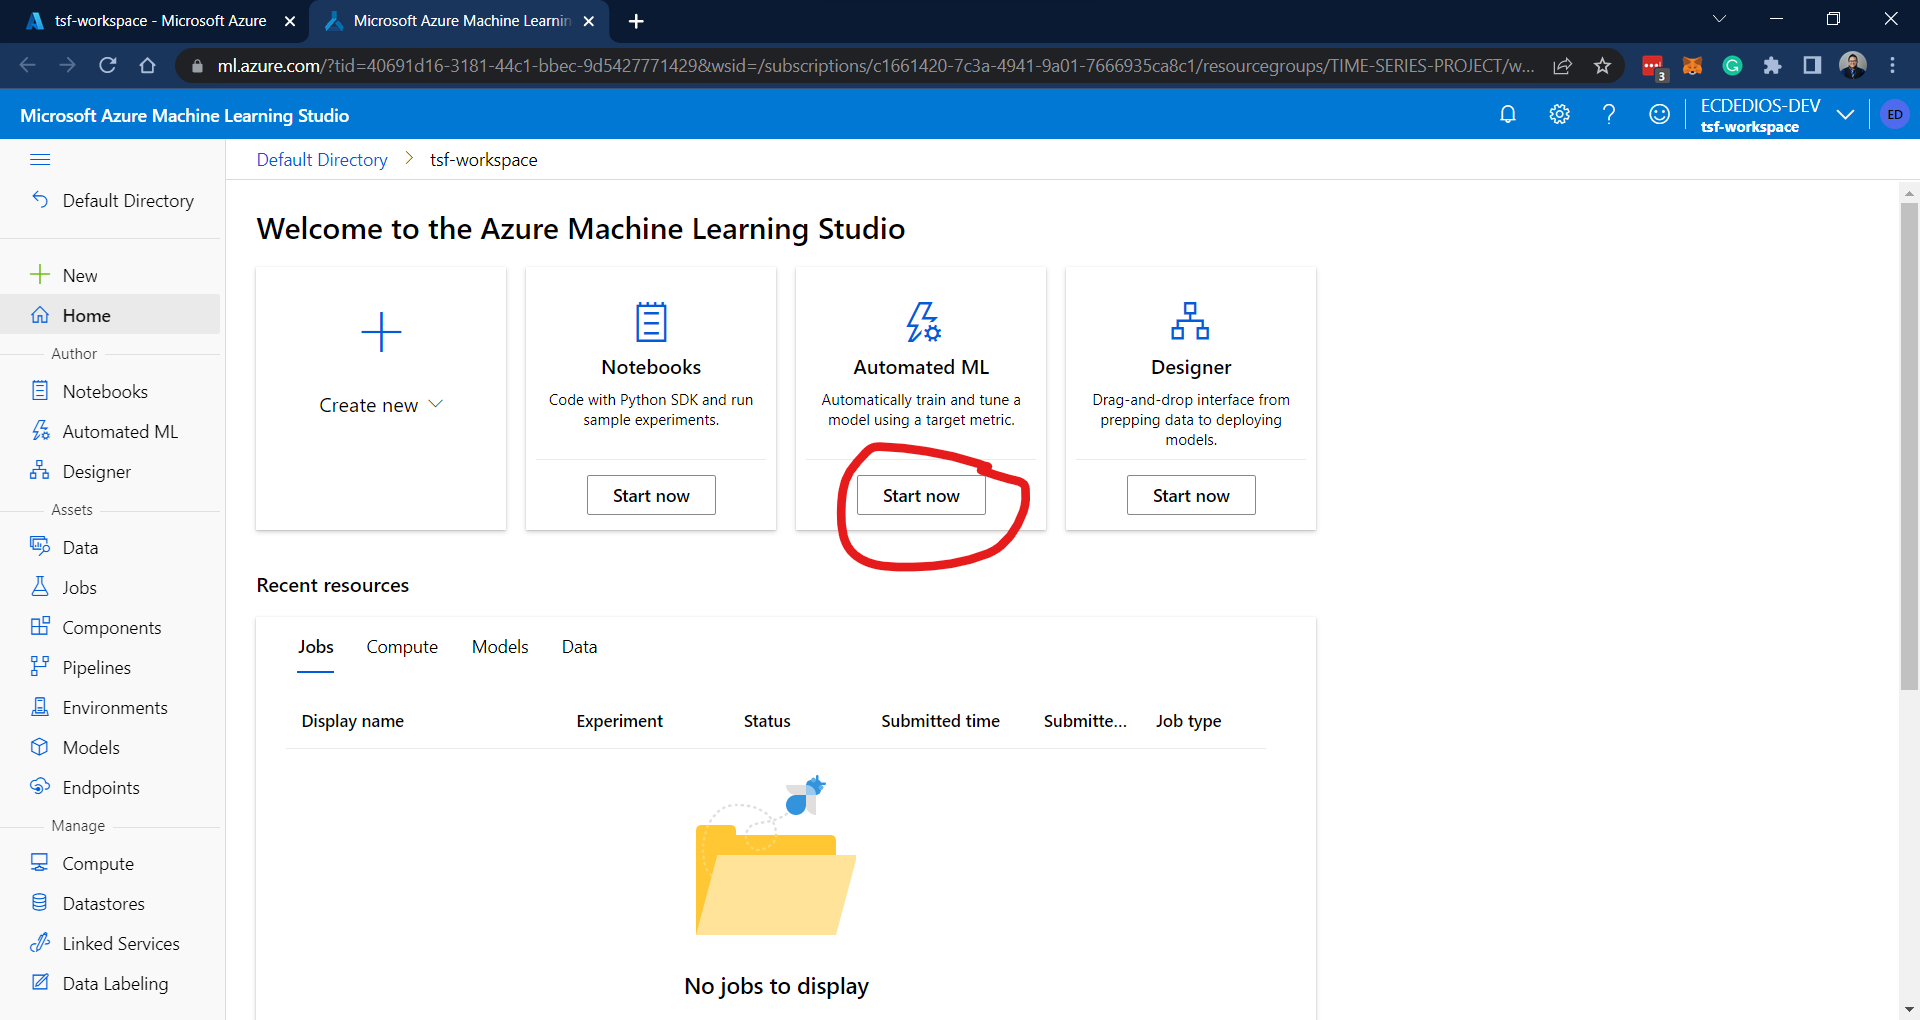 tsf-workspace - Microsoft Azure
Microsoft Azure Machine Learnin
ml.azure.com/?tid=40691d16-3181-44c1-bbec-9d5427771429&wsid=/subscriptions/c1661420-7c3a-4941-9a01-7666935ca8c1/resourcegroups/TIME-SERIES-PROJECT/w...
3
Microsoft Azure Machine Learning Studio
ECDEDIOS-DEV
tsf-workspace
ED
Default Directory
tsf-workspace
Default Directory
New
Home
Author
Notebooks
Automated ML
Designer
Assets
Data
Jobs
Components
Pipelines
Environments
Models
Endpoints
Manage
Compute
Datastores
Linked Services
Data Labeling
Welcome to the Azure Machine Learning Studio
Create new
Notebooks
Code with Python SDK and run
sample experiments.
Start now
Automated ML
Automatically train and tune a
model using a target metric.
Start now
Designer
Drag-and-drop interface from
prepping data to deploying
models.
Start now
Recent resources
Jobs Compute Models Data
Display name Experiment Status Submitted time Submitte... Job type
No jobs to display